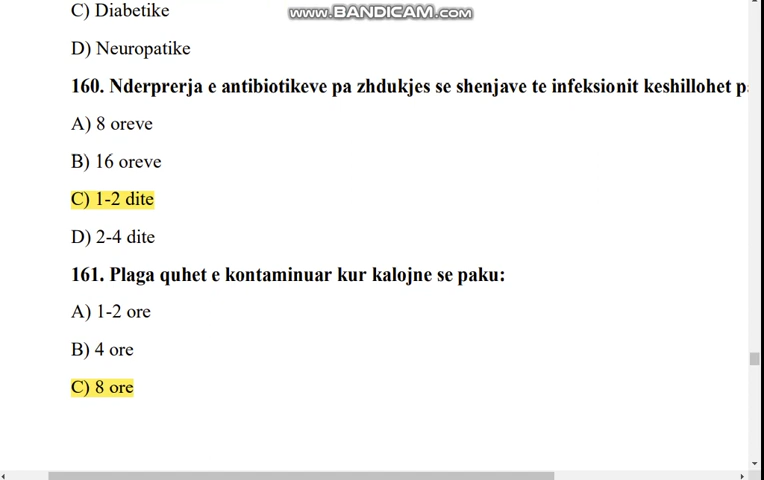 www.BANDICAM.com
C) Diabetike
D) Neuropatike
160. Nderprerja e antibiotikeve pa zhdukjes se shenjave te infeksionit keshillohet
A) 8 oreve
B) 16 oreve
C) 1-2 dite
D) 2-4 dite
161. Plaga quhet e kontaminuar kur kalojne se paku:
A) 1-2 ore
B) 4 ore
C) 8 ore